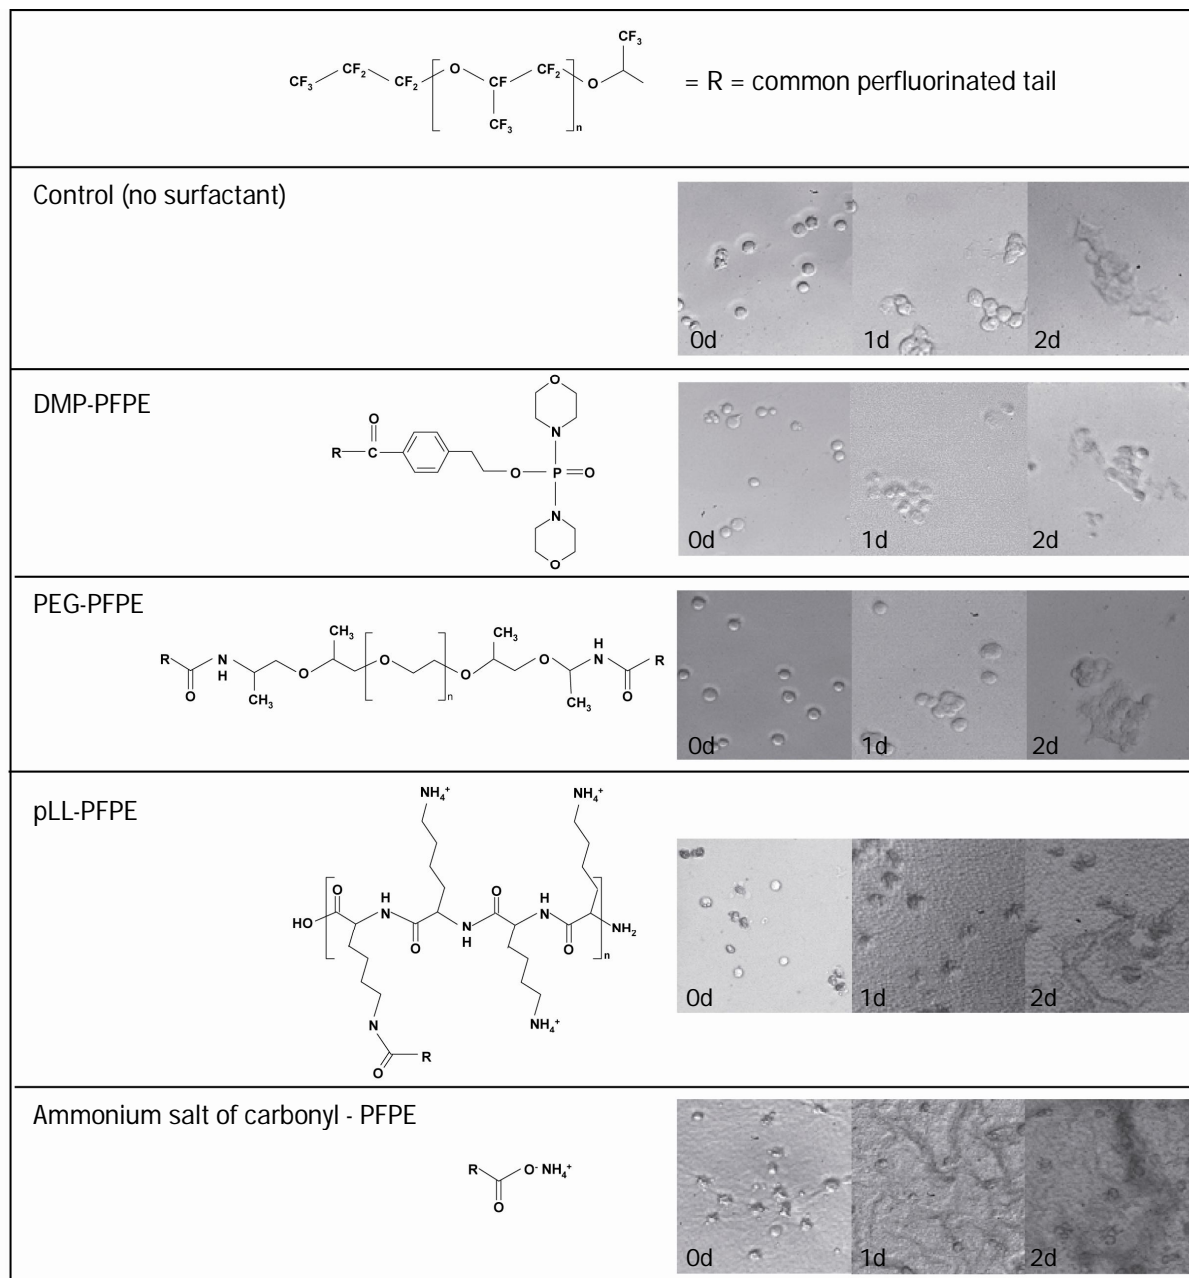 CF3
CF3
CF2
CF2
O
CF
CF3
CF2
n
O
= R = common perfluorinated tail
Control (no surfactant)
0d
1d
2d
DMP-PFPE
R
C
O
O
P
O
N
O
N
O
0d
1d
2d
PEG-PFPE
R
O
N
H
CH3
O
CH3
O
n
O
CH3
O
CH3
H
N
O
R
0d
1d
2d
pLL-PFPE
NH4+
NH4+
HO
O
H
N
O
N
H
O
H
N
O
NH2
n
N
O
R
NH4+
0d
1d
2d
Ammonium salt of carbonyl - PFPE
R
O
O- NH4+
0d
1d
2d